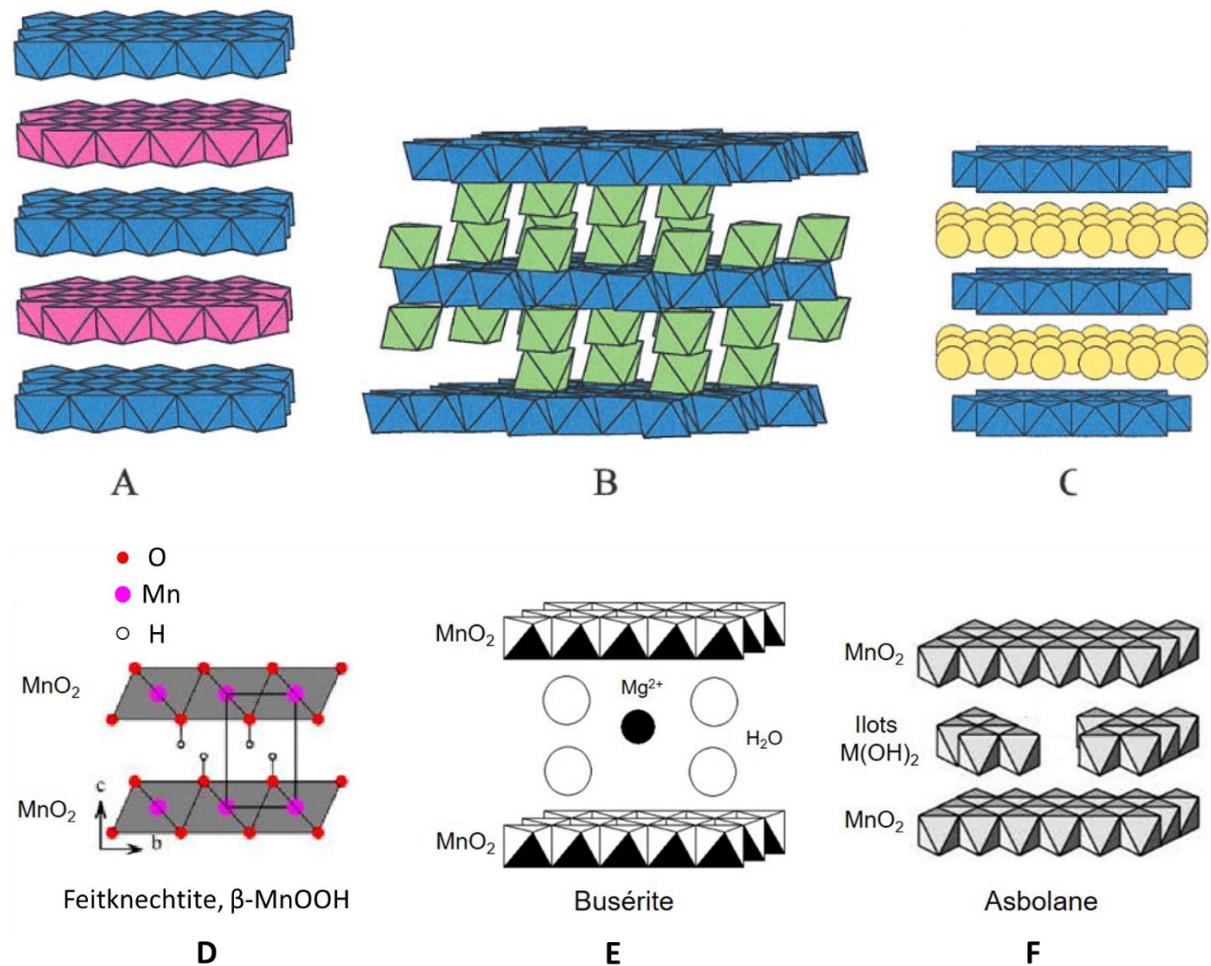 A
B
C
O
Mn
H
MnO₂
MnO₂
c
b
Feitknechtite, β-MnOOH
D
MnO₂
Mg²⁺
H₂O
MnO₂
Busérite
E
MnO₂
Ilots
M(OH)₂
MnO₂
Asbolane
F